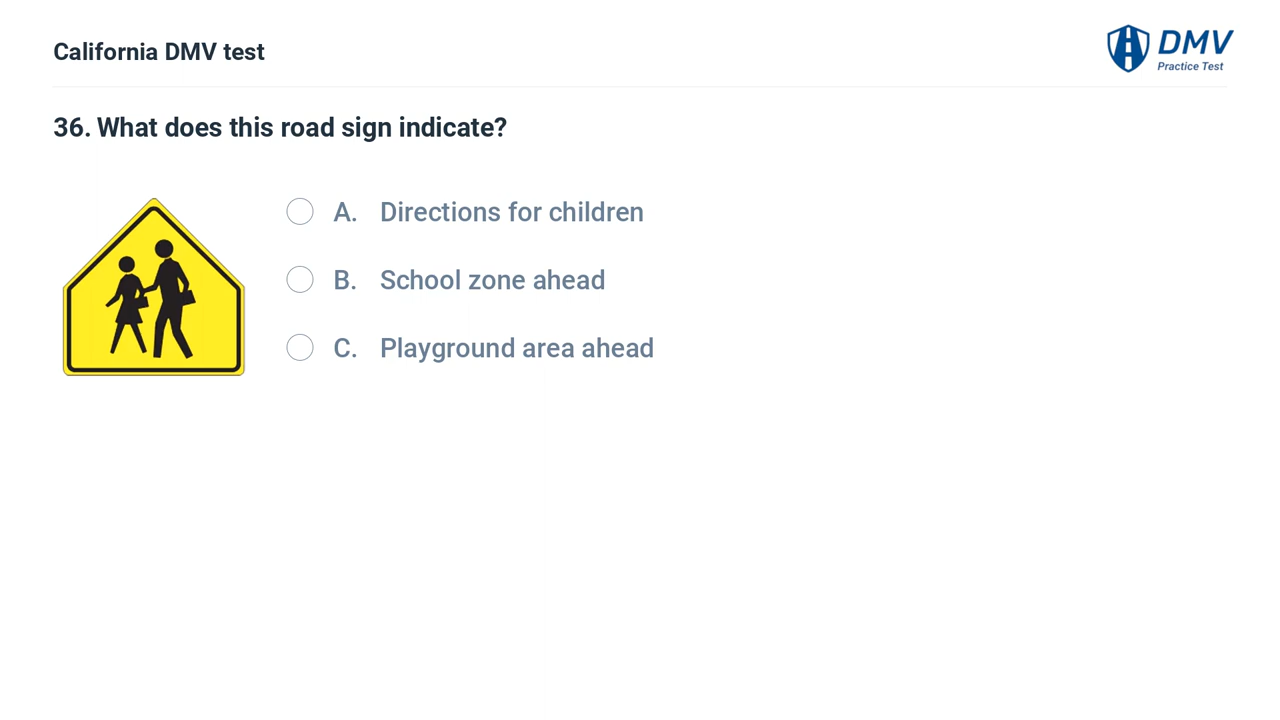 California DMV test
DMV
Practice Test
36. What does this road sign indicate?
A. Directions for children
B. School zone ahead
C. Playground area ahead